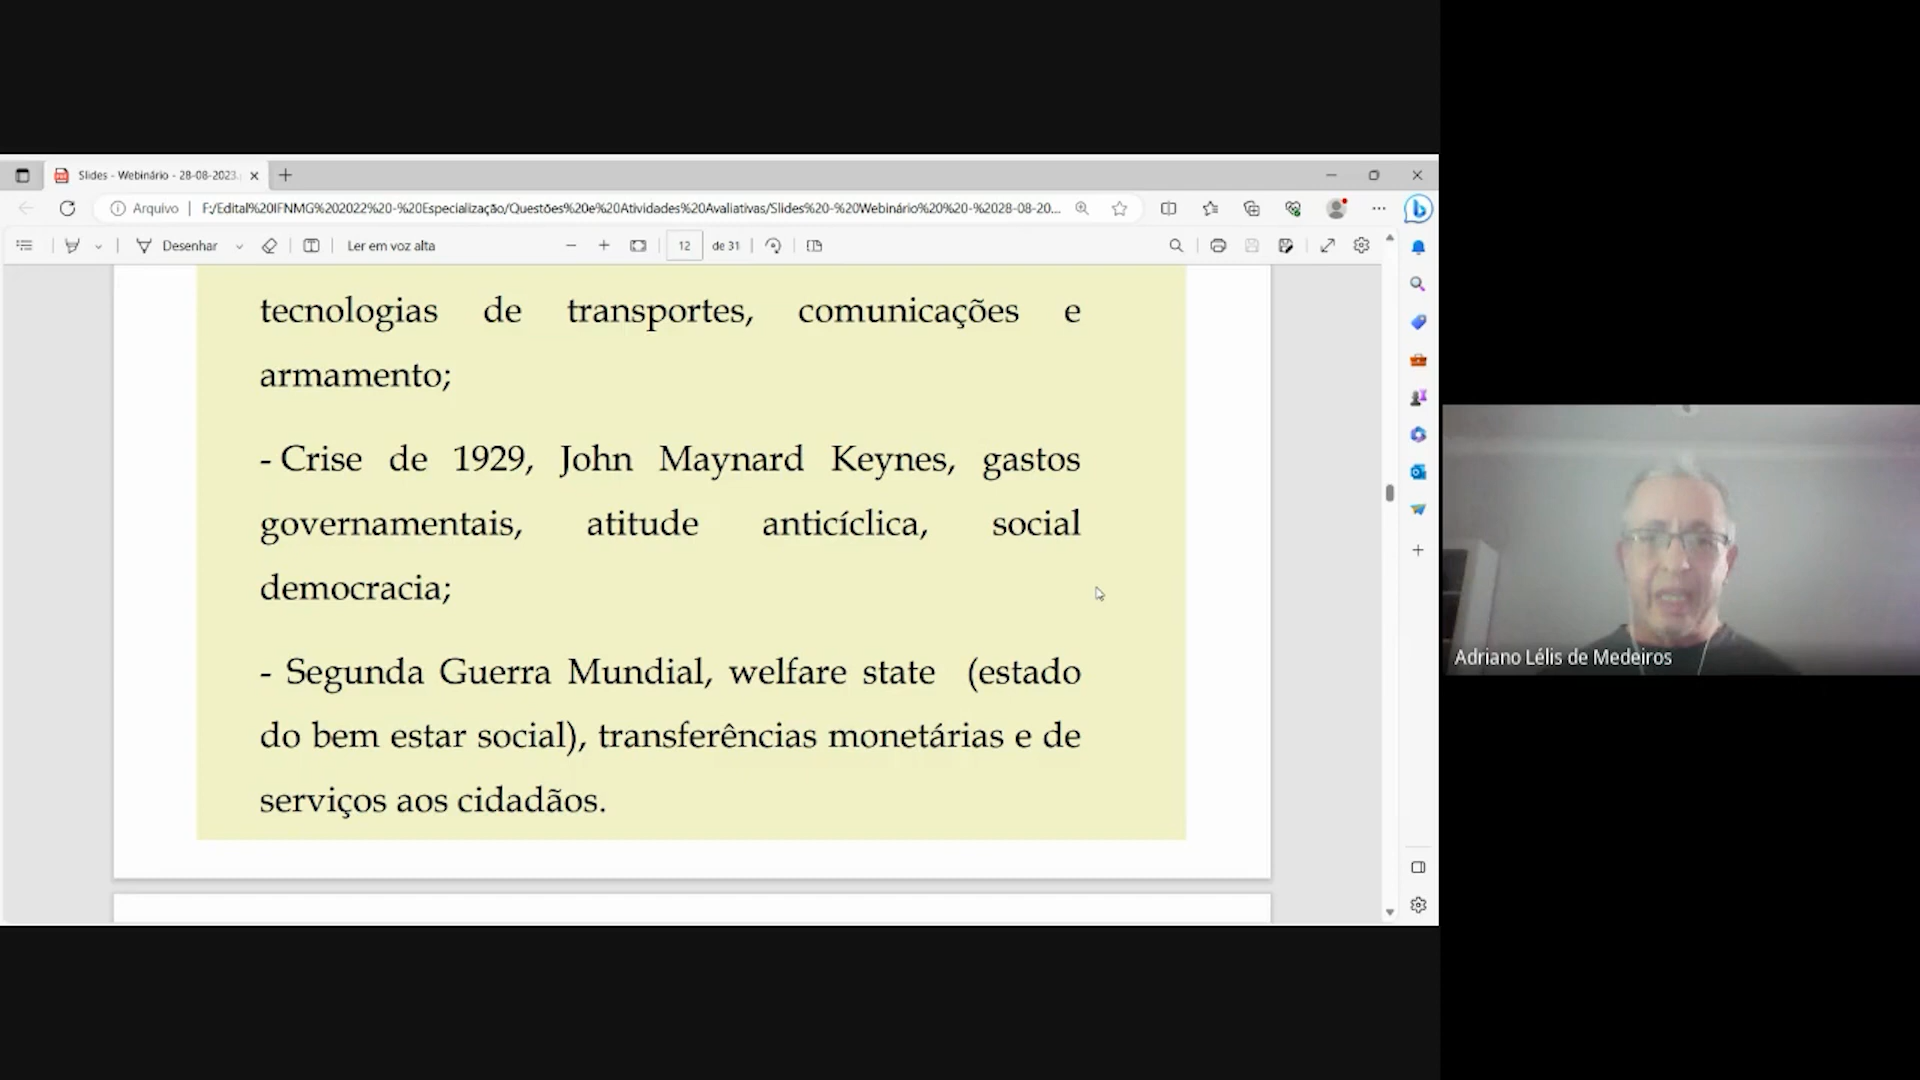 Slides - Webinário - 28-08-2023.
Arquivo
F:/Edital%20IFNMG%202022%20-%20Especialização/Questões%20e%20Atividades%20Avaliativas/Slides%20-%20Webinário%20%20-%2028-08-20...
Desenhar
Ler em voz alta
12 de 31
tecnologias de transportes, comunicações e
armamento;
- Crise de 1929, John Maynard Keynes, gastos
governamentais, atitude anticíclica, social
democracia;
- Segunda Guerra Mundial, welfare state (estado
do bem estar social), transferências monetárias e de
serviços aos cidadãos.
Adriano Lélis de Medeiros